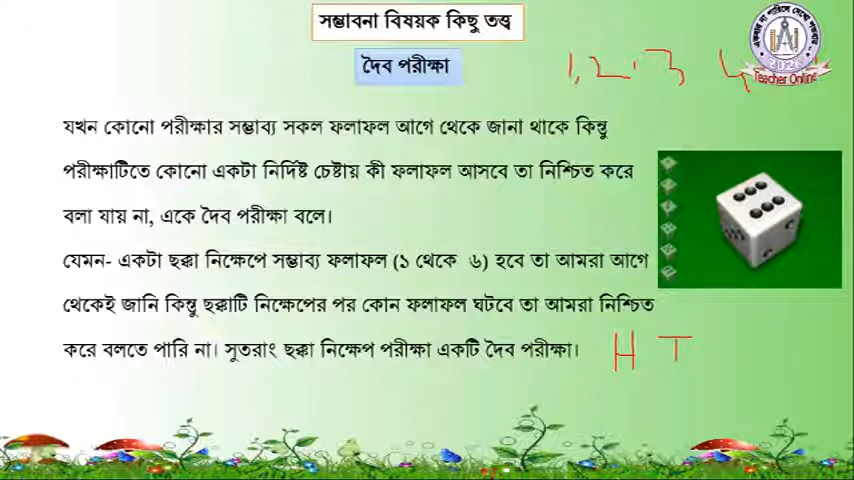 সম্ভাবনা বিষয়ক কিছু তত্ত্ব
দৈব পরীক্ষা
1, 2, 3 4
2020
Teacher Online
যখন কোনো পরীক্ষার সম্ভাব্য সকল ফলাফল আগে থেকে জানা থাকে কিন্তু
পরীক্ষাটিতে কোনো একটা নির্দিষ্ট চেষ্টায় কী ফলাফল আসবে তা নিশ্চিত করে
বলা যায় না, একে দৈব পরীক্ষা বলে।
যেমন- একটা ছক্কা নিক্ষেপে সম্ভাব্য ফলাফল (১ থেকে ৬) হবে তা আমরা আগে
থেকেই জানি কিন্তু ছক্কাটি নিক্ষেপের পর কোন ফলাফল ঘটবে তা আমরা নিশ্চিত
করে বলতে পারি না। সুতরাং ছক্কা নিক্ষেপ পরীক্ষা একটি দৈব পরীক্ষা।
H T